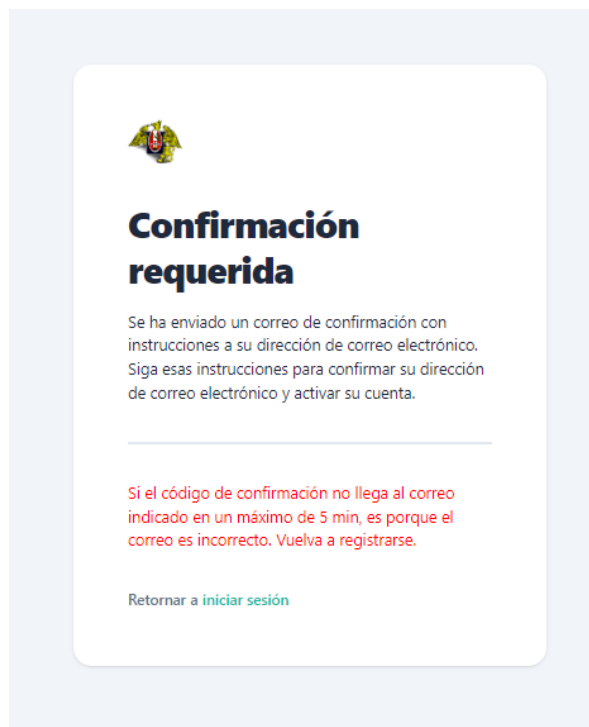 Confirmación
requerida
Se ha enviado un correo de confirmación con
instrucciones a su dirección de correo electrónico.
Siga esas instrucciones para confirmar su dirección
de correo electrónico y activar su cuenta.
Si el código de confirmación no llega al correo
indicado en un máximo de 5 min, es porque el
correo es incorrecto. Vuelva a registrarse.
Retornar a iniciar sesión